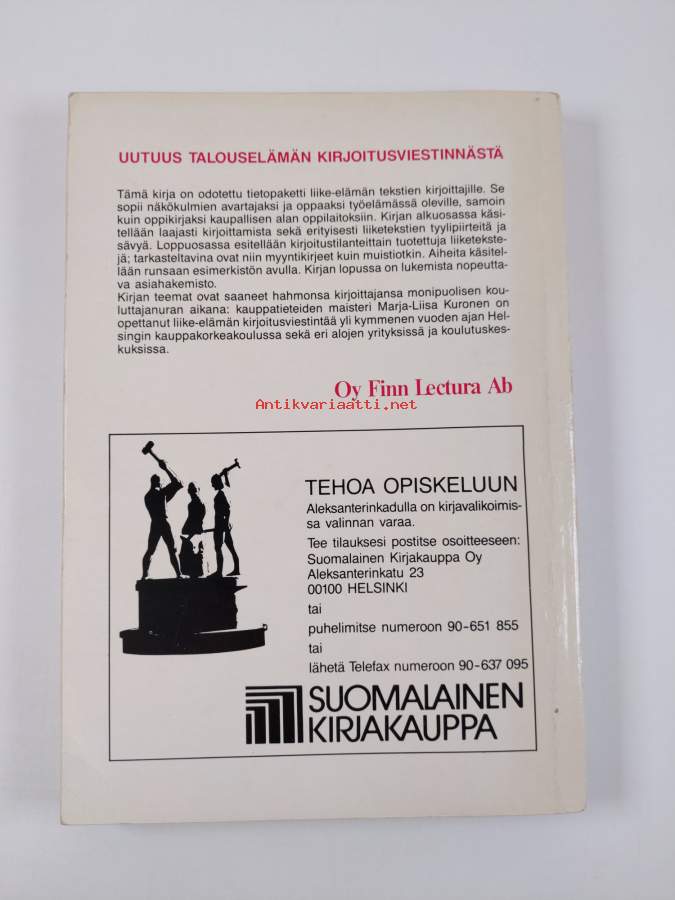 UUTUUS TALOUSELÄMÄN KIRJOITUSVIESTINNÄSTÄ
Tämä kirja on odotettu tietopaketti liike-elämän tekstien kirjoittajille. Se
sopii näkökulmien avartajaksi ja oppaaksi työelämässä oleville, samoin
kuin oppikirjaksi kaupallisen alan oppilaitoksiin. Kirjan alkuosassa käsi-
tellään laajasti kirjoittamista sekä erityisesti liiketekstien tyylipiirteitä ja
sävyä. Loppuosassa esitellään kirjoitustilanteittain tuotettuja liiketekste-
jä; tarkasteltavina ovat niin myyntikirjeet kuin muistiotkin. Aiheita käsitel-
lään runsaan esimerkistön avulla. Kirjan lopussa on lukemista nopeutta-
va asiahakemisto.
Kirjan teemat ovat saaneet hahmonsa kirjoittajansa monipuolisen kou-
luttajanuran aikana: kauppatieteiden maisteri Marja-Liisa Kuronen on
opettanut liike-elämän kirjoitusviestintää yli kymmenen vuoden ajan Hel-
singin kauppakorkeakoulussa sekä eri alojen yrityksissä ja koulutuskes-
kuksissa.
Oy Finn Lectura Ab
Antikvariaatti.net
TEHOA OPISKELUUN
Aleksanterinkadulla on kirjavalikoimis-
sa valinnan varaa.
Tee tilauksesi postitse osoitteeseen:
Suomalainen Kirjakauppa Oy
Aleksanterinkatu 23
00100 HELSINKI
tai
puhelimitse numeroon 90-651 855
tai
lähetä Telefax numeroon 90-637 095
SUOMALAINEN
KIRJAKAUPPA